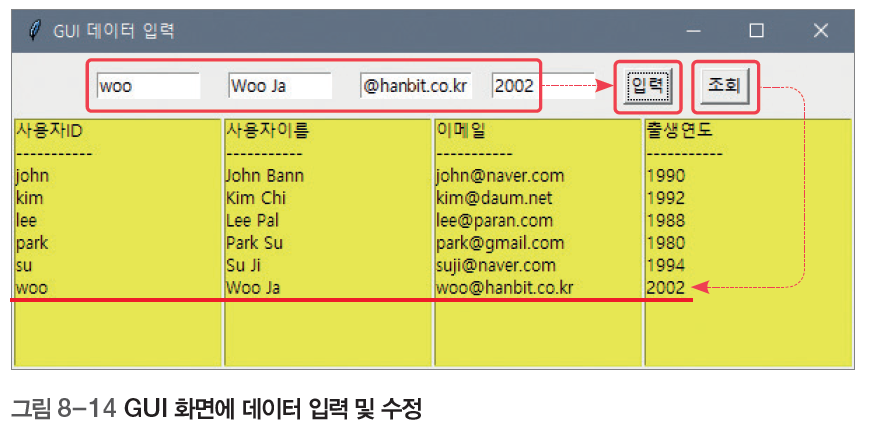 GUI 데이터 입력
woo Woo Ja @hanbit.co.kr 2002 입력 조회
사용자ID 사용자이름 이메일 출생연도
----------- ----------- ----------- -----------
john John Bann john@naver.com 1990
kim Kim Chi kim@daum.net 1992
lee Lee Pal lee@paran.com 1988
park Park Su park@gmail.com 1980
su Su Ji suji@naver.com 1994
woo Woo Ja woo@hanbit.co.kr 2002
그림 8-14 GUI 화면에 데이터 입력 및 수정